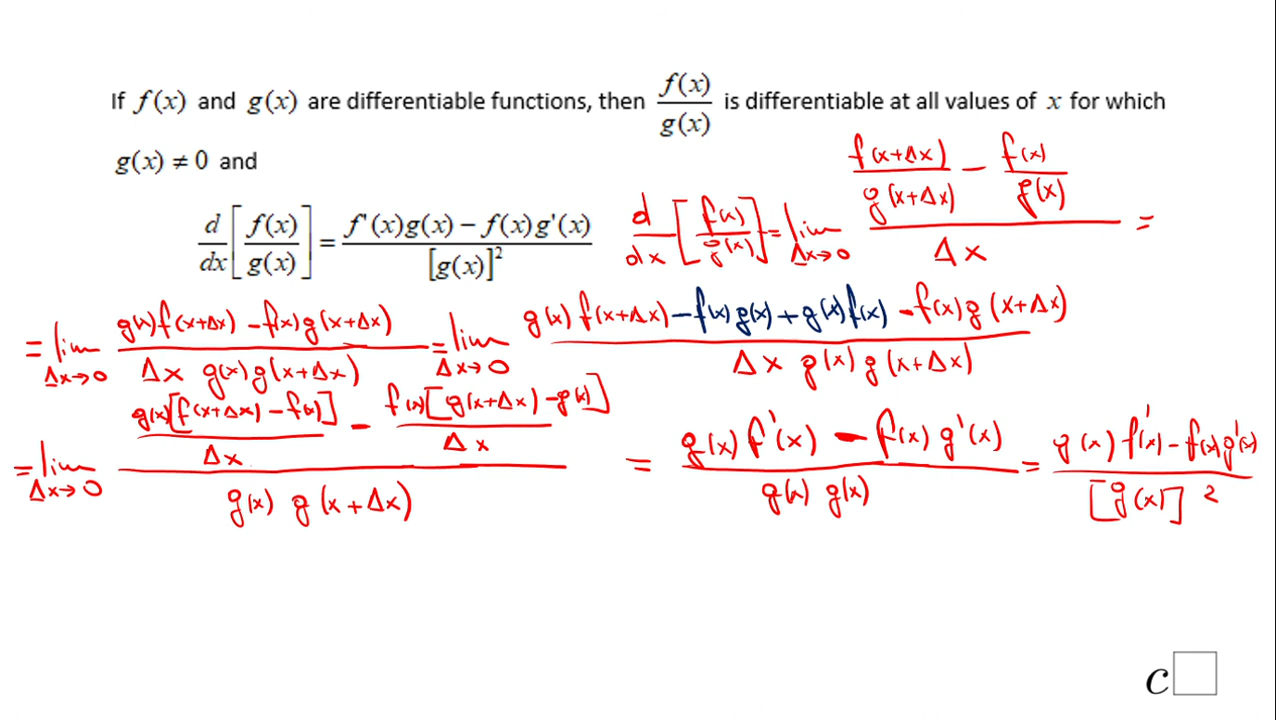 If f(x) and g(x) are differentiable functions, then f(x)/g(x) is differentiable at all values of x for which
g(x) ≠ 0 and
d/dx [f(x)/g(x)] = (f'(x)g(x) − f(x)g'(x)) / [g(x)]²
d/dx [f(x)/g(x)] = lim Δx→0 (f(x+Δx)/g(x+Δx) − f(x)/g(x)) / Δx =
= lim Δx→0 (g(x)f(x+Δx) − f(x)g(x+Δx)) / (Δx g(x)g(x+Δx)) = lim Δx→0 (g(x)f(x+Δx) − f(x)g(x) + g(x)f(x) − f(x)g(x+Δx)) / (Δx g(x)g(x+Δx))
= lim Δx→0 (g(x)[f(x+Δx) − f(x)]/Δx − f(x)[g(x+Δx) − g(x)]/Δx) / (g(x) g(x+Δx)) = (g(x)f'(x) − f(x)g'(x)) / (g(x) g(x)) = (g(x)f'(x) − f(x)g'(x)) / [g(x)]²
c